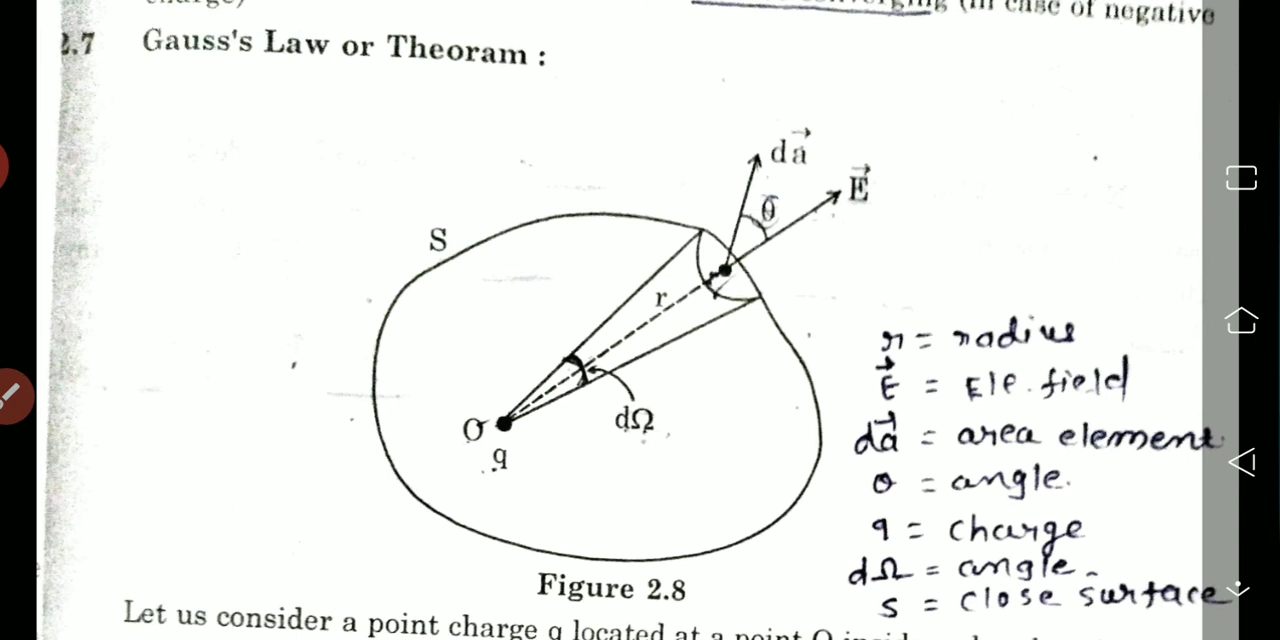 (in case of negative
2.7 Gauss's Law or Theoram :
da
E
θ
S
r
O
q
dΩ
r = radius
E = Ele. field
da = area element
θ = angle.
q = charge
dΩ = angle
S = close surface
Figure 2.8
Let us consider a point charge q located at a point O